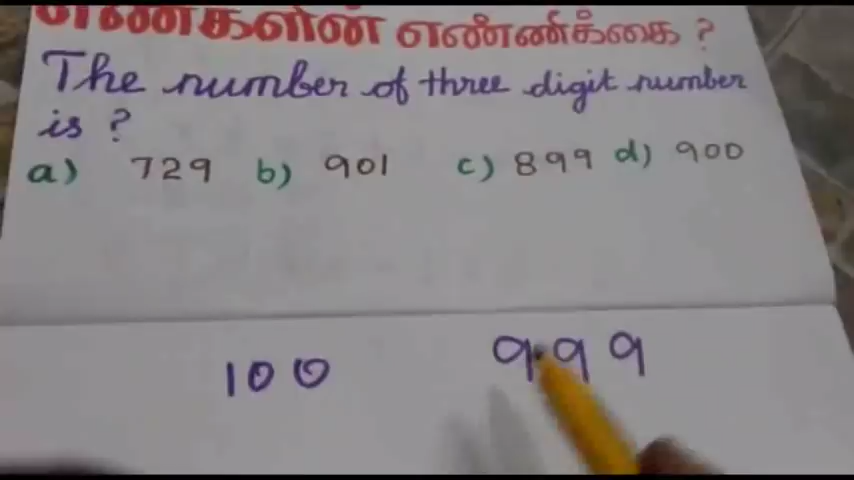 எண்ணிக்கை ?
The number of three digit number
is ?
a) 729 b) 901 c) 899 d) 900
100 999